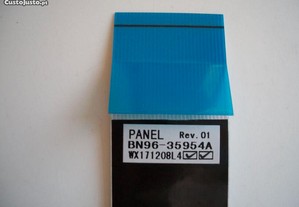 CustoJusto.pt
PANEL Rev. 01
BN96-35954A
WX171208L4